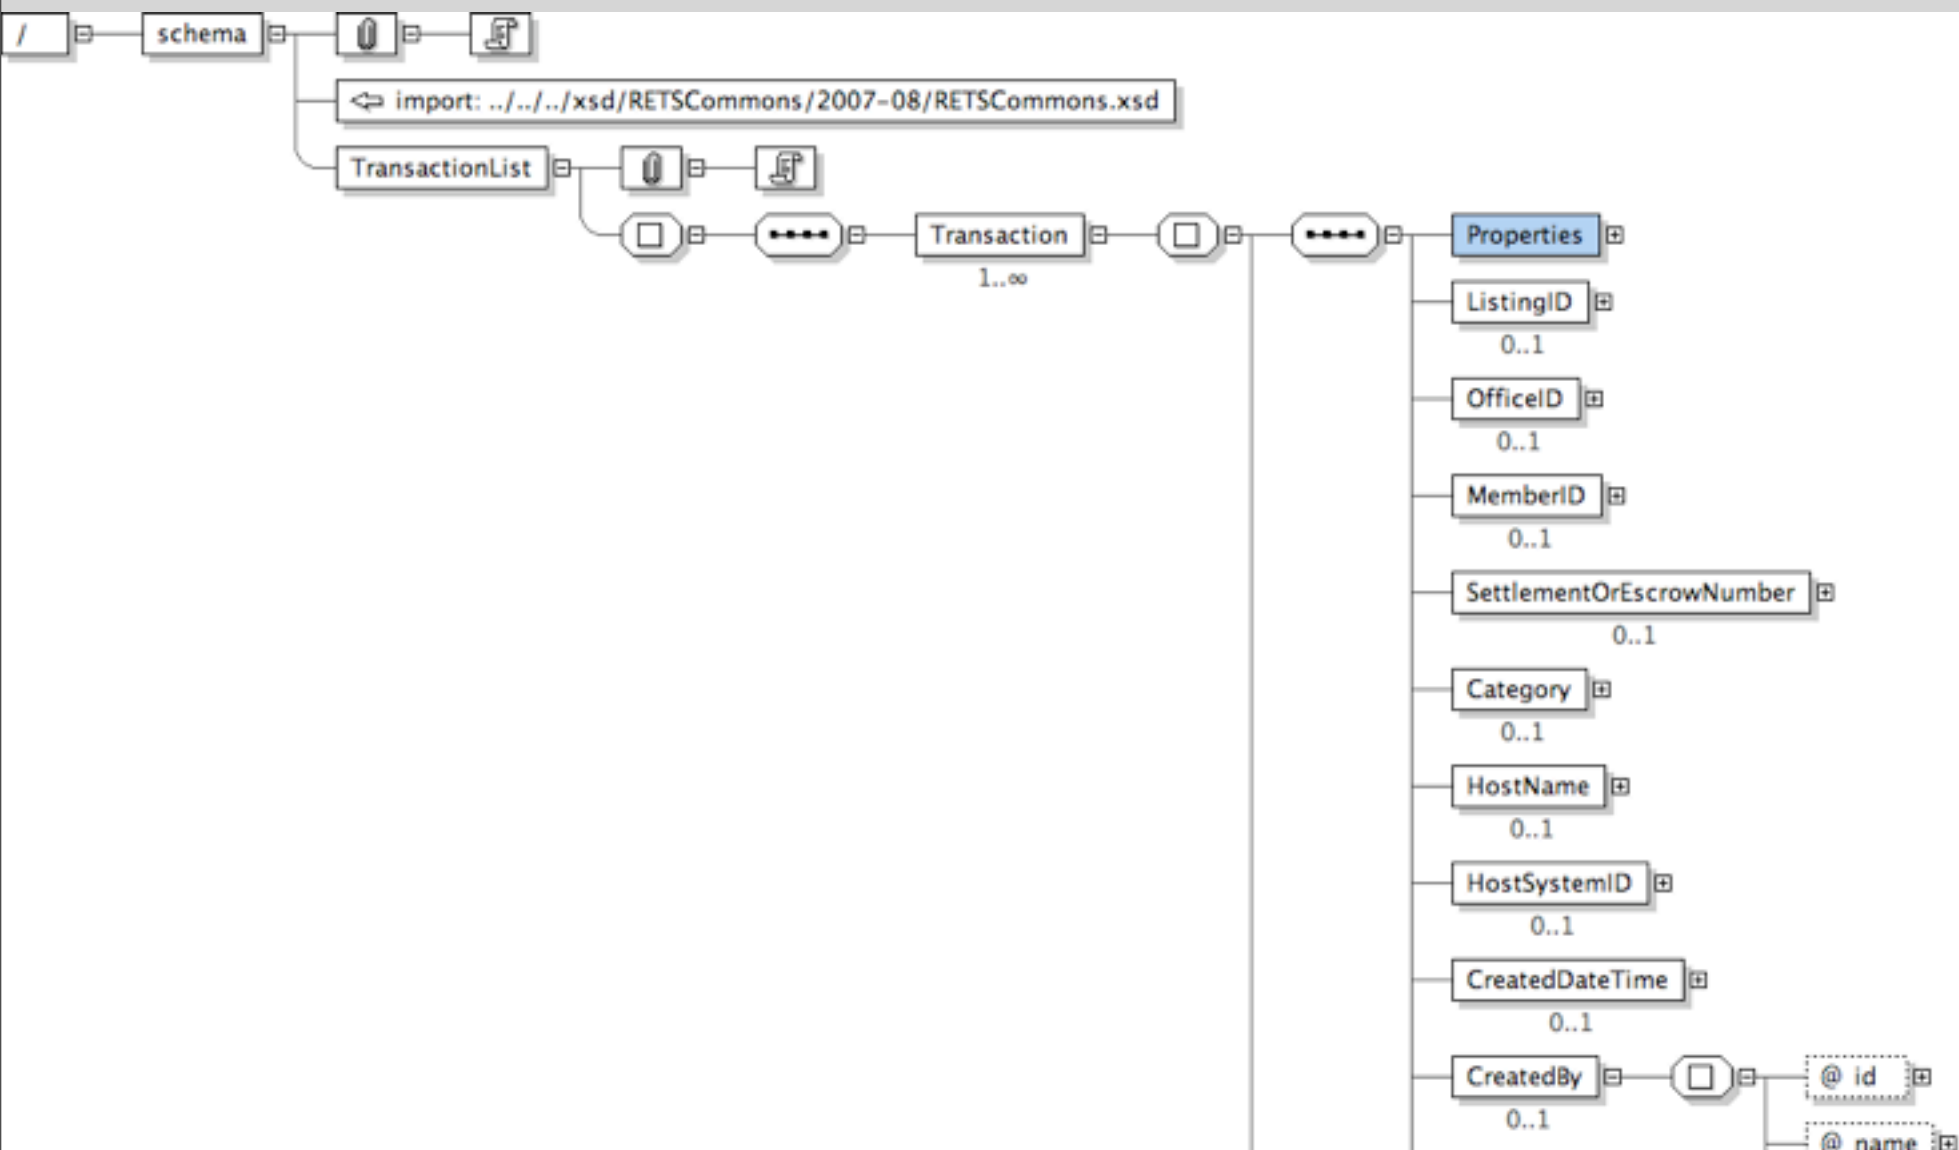 /
schema
import: ../../../xsd/RETSCommons/2007-08/RETSCommons.xsd
TransactionList
Transaction
1..∞
Properties
ListingID
0..1
OfficeID
0..1
MemberID
0..1
SettlementOrEscrowNumber
0..1
Category
0..1
HostName
0..1
HostSystemID
0..1
CreatedDateTime
0..1
CreatedBy
@ id
0..1
@ name